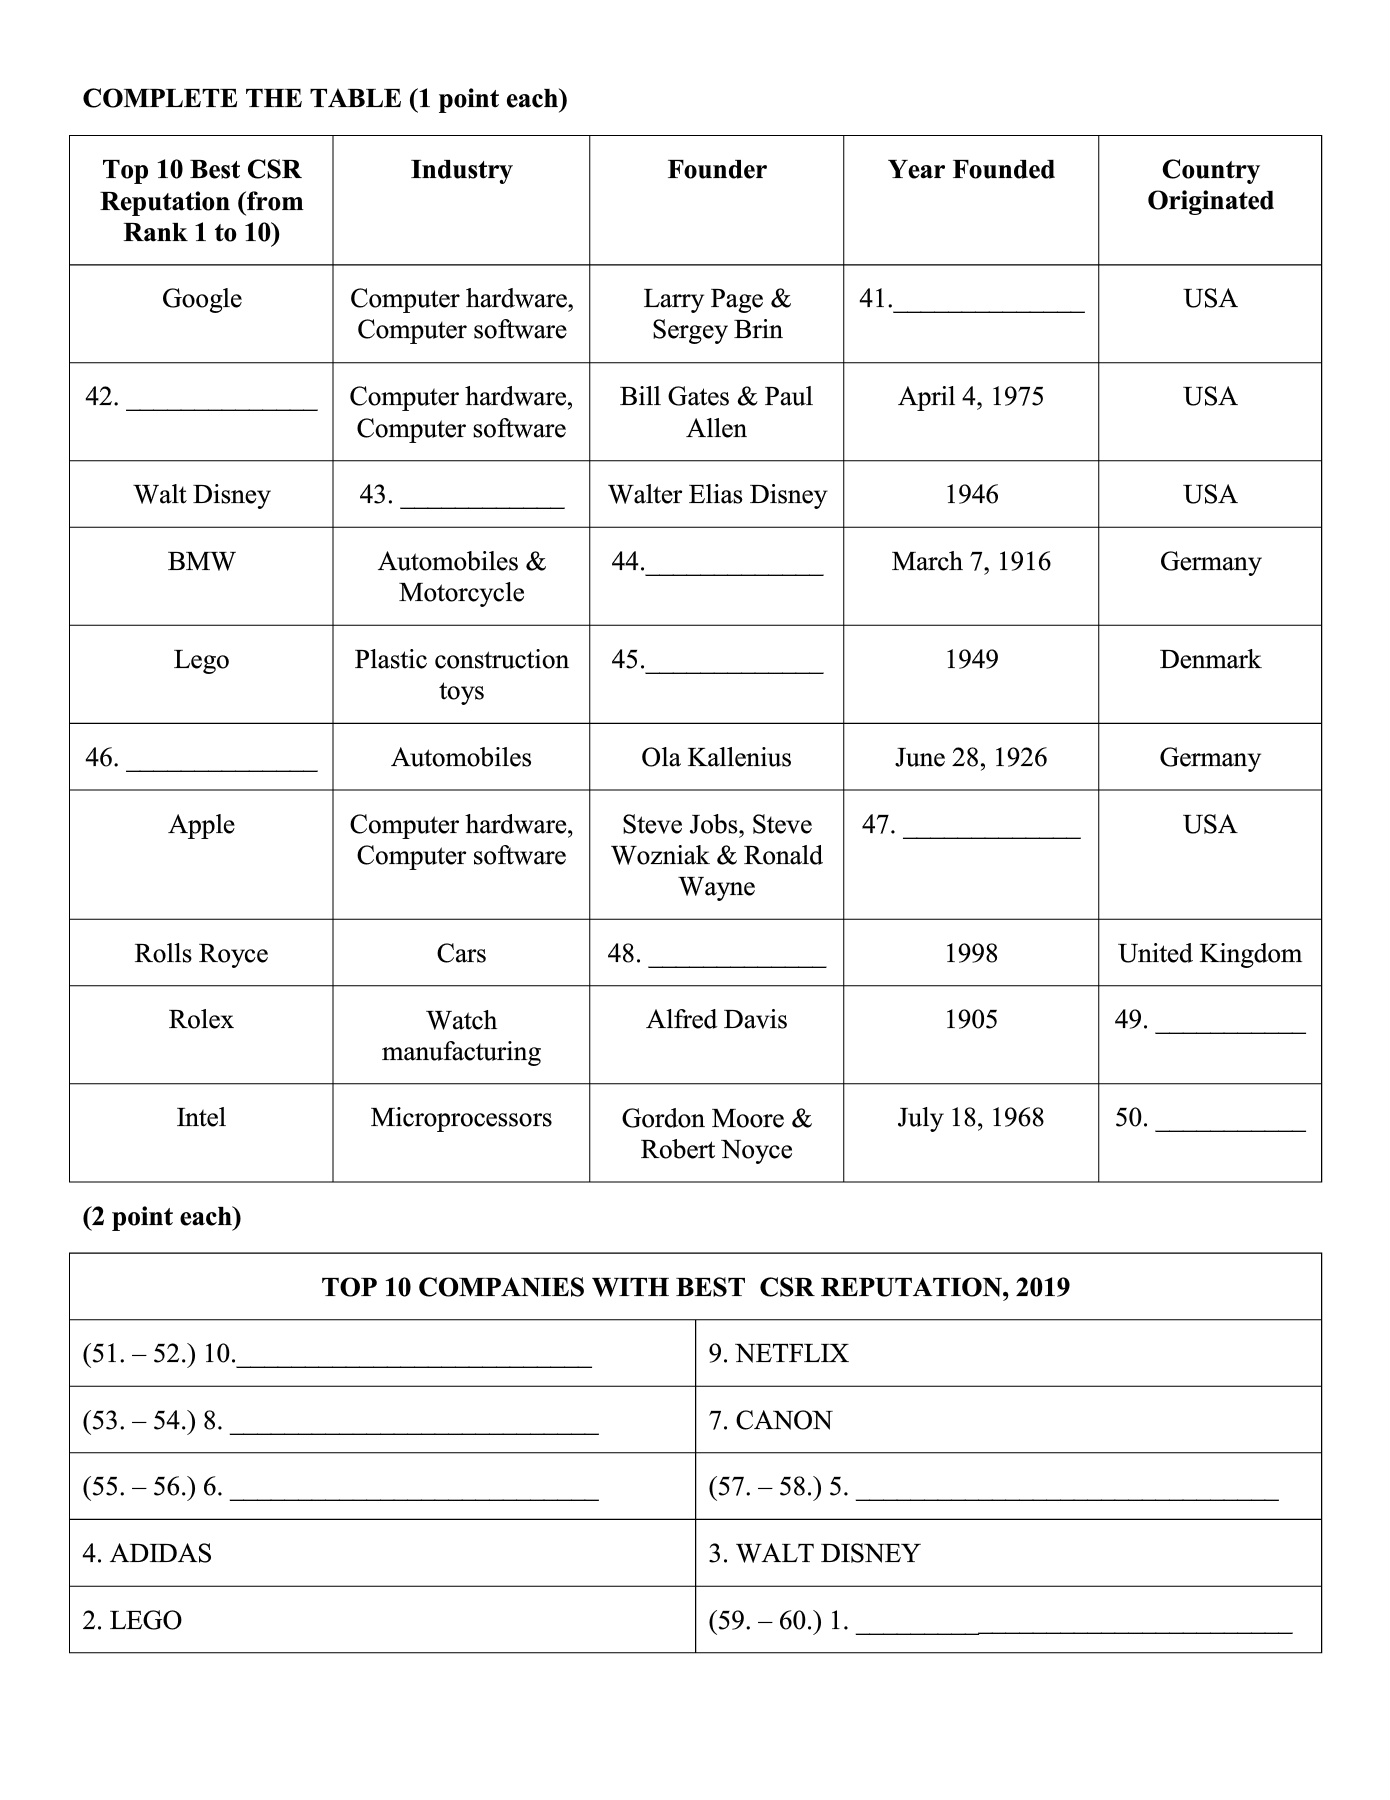 COMPLETE THE TABLE (1 point each)
Top 10 Best CSR
Reputation (from
Rank 1 to 10)
Industry
Founder
Year Founded
Country
Originated
Google
Computer hardware,
Computer software
Larry Page &
Sergey Brin
41.______________
USA
42. ______________
Computer hardware,
Computer software
Bill Gates & Paul
Allen
April 4, 1975
USA
Walt Disney
43. ____________
Walter Elias Disney
1946
USA
BMW
Automobiles &
Motorcycle
44._____________
March 7, 1916
Germany
Lego
Plastic construction
toys
45._____________
1949
Denmark
46. ______________
Automobiles
Ola Kallenius
June 28, 1926
Germany
Apple
Computer hardware,
Computer software
Steve Jobs, Steve
Wozniak & Ronald
Wayne
47. _____________
USA
Rolls Royce
Cars
48. _____________
1998
United Kingdom
Rolex
Watch
manufacturing
Alfred Davis
1905
49. ___________
Intel
Microprocessors
Gordon Moore &
Robert Noyce
July 18, 1968
50. ___________
(2 point each)
TOP 10 COMPANIES WITH BEST CSR REPUTATION, 2019
(51. – 52.) 10.__________________________
9. NETFLIX
(53. – 54.) 8. ___________________________
7. CANON
(55. – 56.) 6. ___________________________
(57. – 58.) 5. _______________________________
4. ADIDAS
3. WALT DISNEY
2. LEGO
(59. – 60.) 1. ________________________________